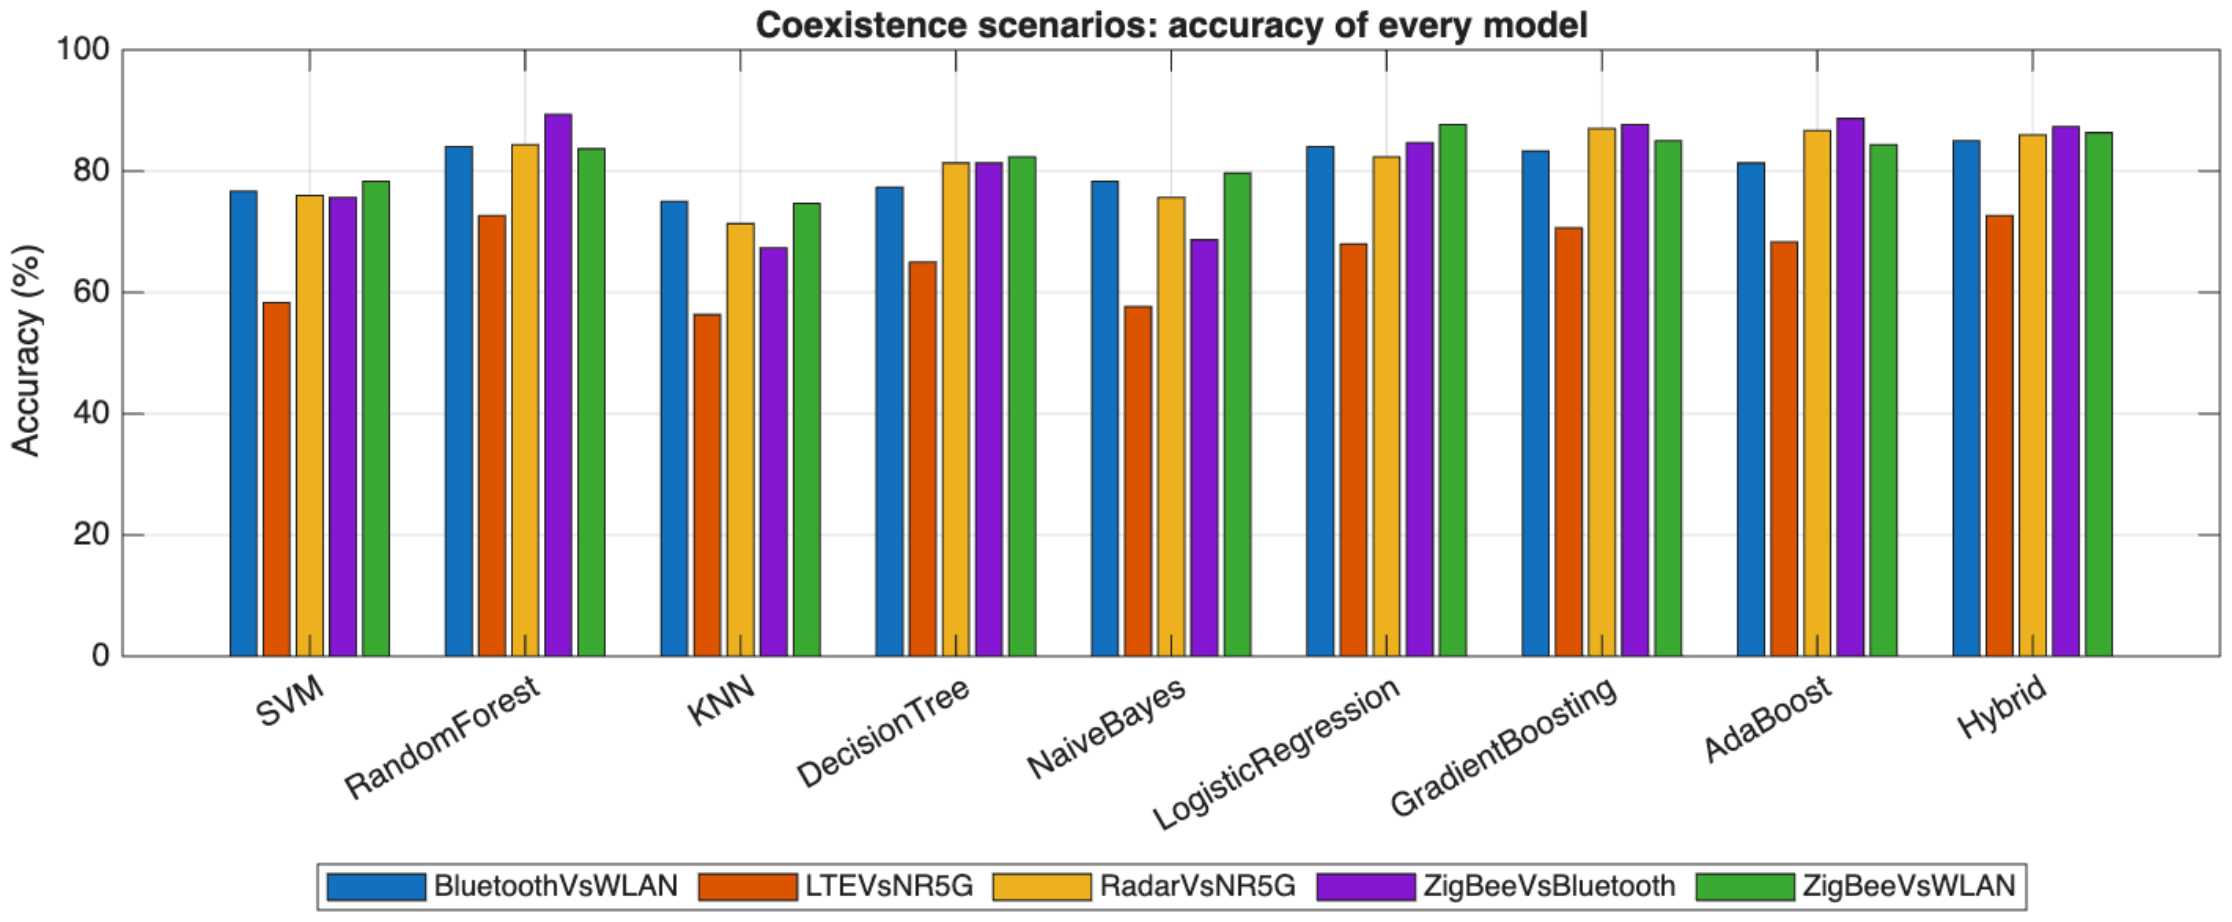 Coexistence scenarios: accuracy of every model
Accuracy (%)
100
80
60
40
20
0
SVM
RandomForest
KNN
DecisionTree
NaiveBayes
LogisticRegression
GradientBoosting
AdaBoost
Hybrid
BluetoothVsWLAN
LTEVsNR5G
RadarVsNR5G
ZigBeeVsBluetooth
ZigBeeVsWLAN